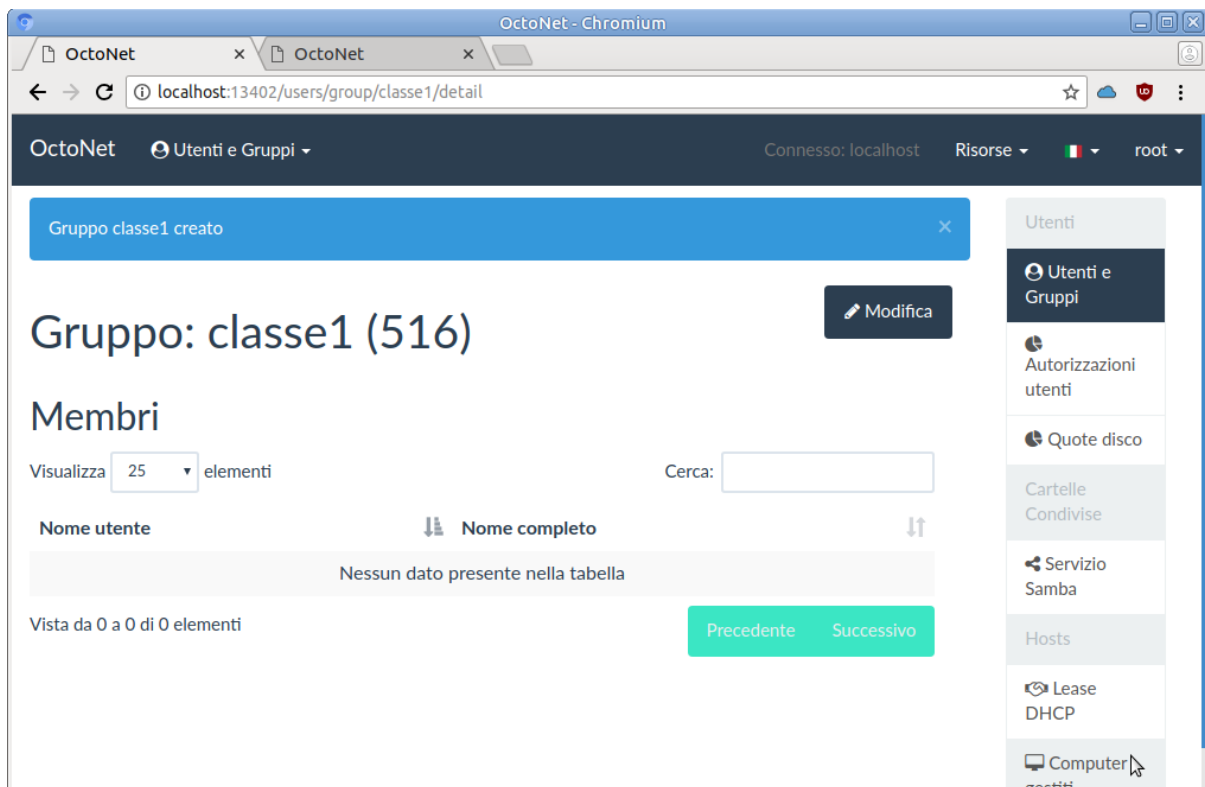 OctoNet - Chromium
OctoNet × OctoNet ×
localhost:13402/users/group/classe1/detail
OctoNet Utenti e Gruppi Connesso: localhost Risorse root
Gruppo classe1 creato ×
Modifica
Gruppo: classe1 (516)
Membri
Visualizza 25 elementi Cerca:
Nome utente Nome completo
Nessun dato presente nella tabella
Vista da 0 a 0 di 0 elementi
Precedente Successivo
Utenti
Utenti e
Gruppi
Autorizzazioni
utenti
Quote disco
Cartelle
Condivise
Servizio
Samba
Hosts
Lease
DHCP
Computer
gestiti